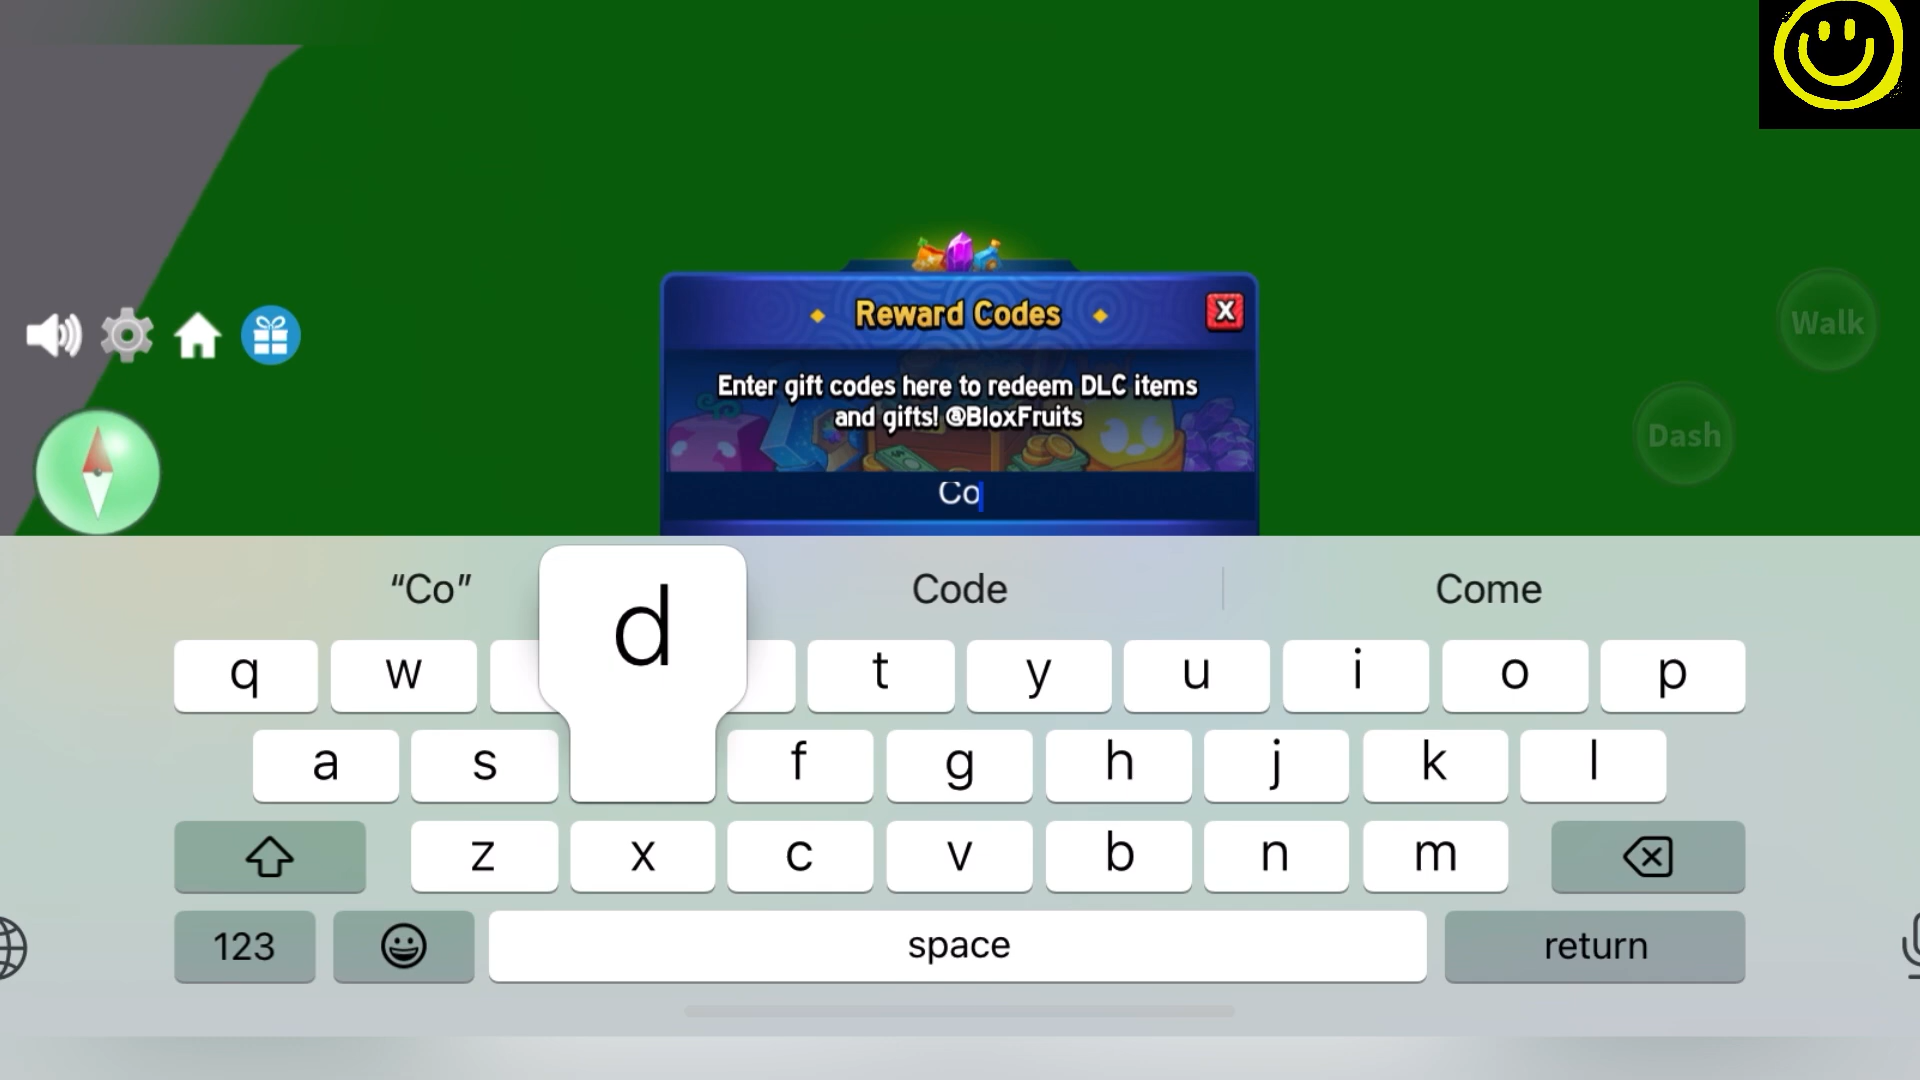 Reward Codes
X
Enter gift codes here to redeem DLC items
and gifts! @BloxFruits
Co
Walk
Dash
“Co” Code Come
d
q w t y u i o p
a s f g h j k l
z x c v b n m
123 space return